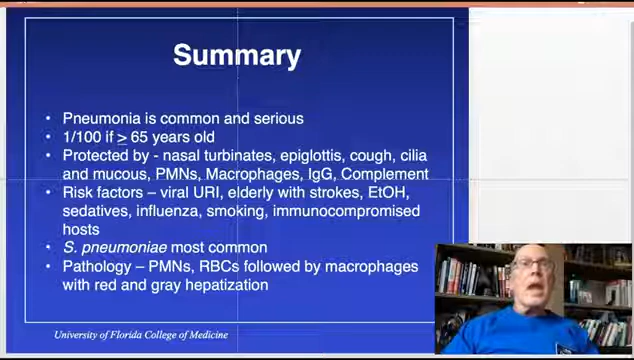 Summary
• Pneumonia is common and serious
• 1/100 if ≥ 65 years old
• Protected by - nasal turbinates, epiglottis, cough, cilia
and mucous, PMNs, Macrophages, IgG, Complement
• Risk factors – viral URI, elderly with strokes, EtOH,
sedatives, influenza, smoking, immunocompromised
hosts
• S. pneumoniae most common
• Pathology – PMNs, RBCs followed by macrophages
with red and gray hepatization
University of Florida College of Medicine